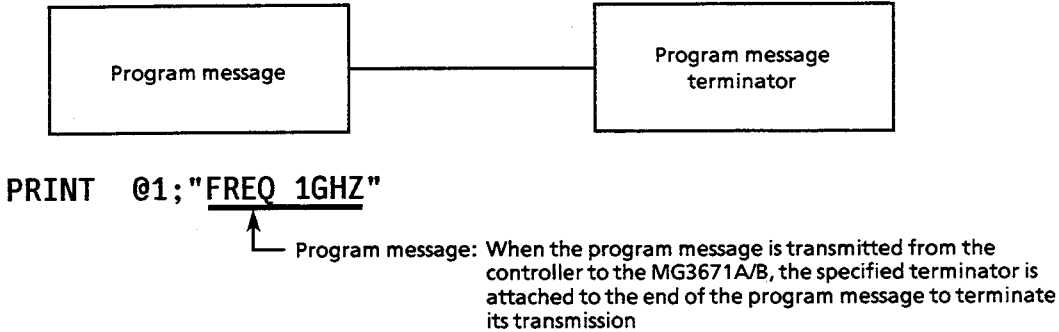 Program message
Program message
terminator
PRINT @1;"FREQ 1GHZ"
Program message: When the program message is transmitted from the
controller to the MG3671A/B, the specified terminator is
attached to the end of the program message to terminate
its transmission